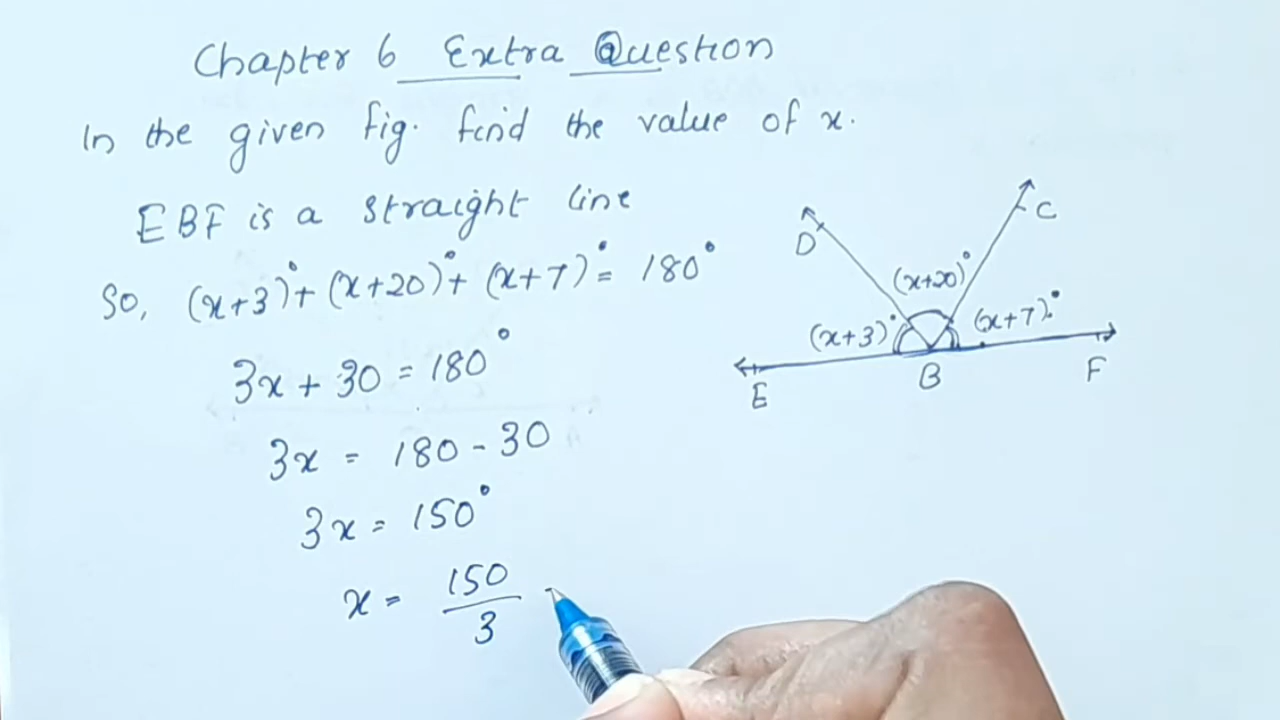 Chapter 6 Extra Question
In the given fig. find the value of x.
EBF is a straight line
So, (x+3)°+ (x+20)°+ (x+7)°= 180°
3x + 30 = 180°
3x = 180 - 30
3x = 150°
x = 150/3
D
C
(x+20)°
(x+3)°
(x+7)°
E
B
F